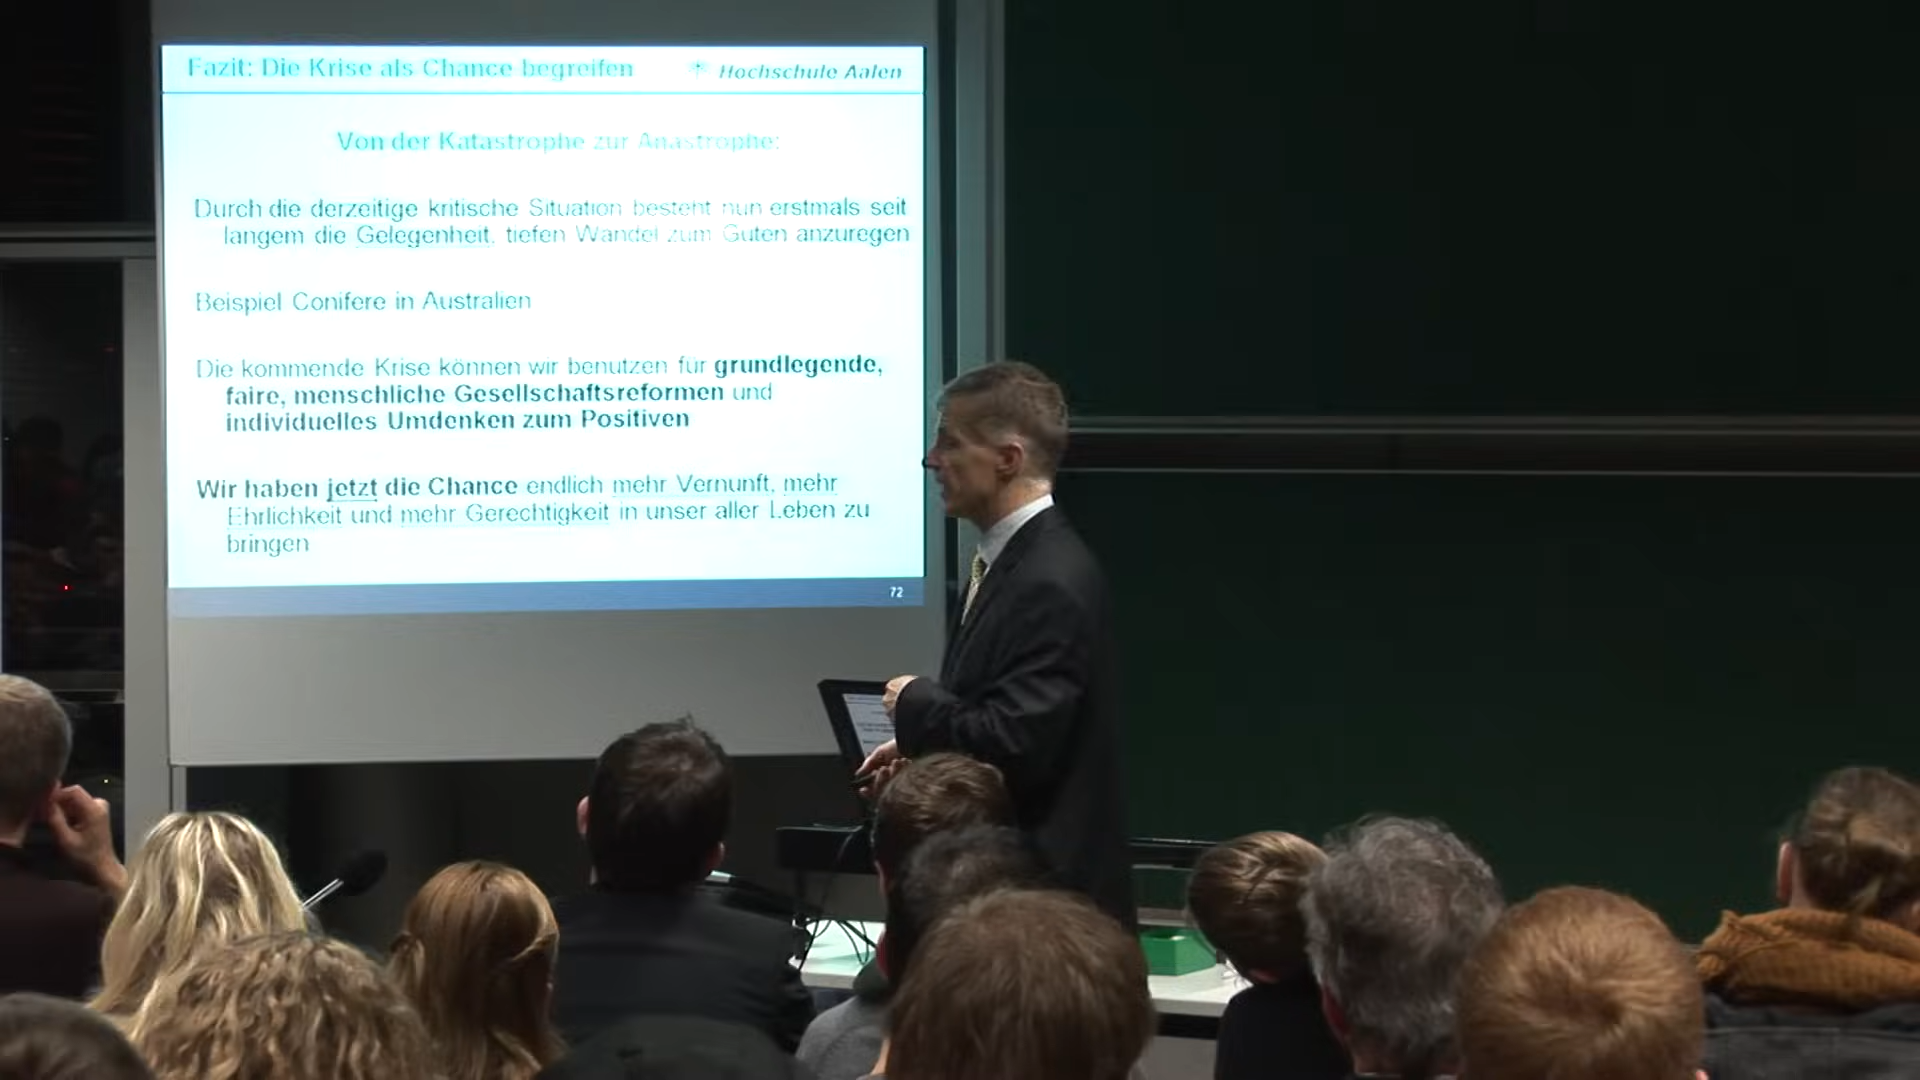 Fazit: Die Krise als Chance begreifen
Hochschule Aalen
Von der Katastrophe zur Anastrophe:
Durch die derzeitige kritische Situation besteht nun erstmals seit
langem die Gelegenheit, tiefen Wandel zum Guten anzuregen
Beispiel Conifere in Australien
Die kommende Krise können wir benutzen für grundlegende,
faire, menschliche Gesellschaftsreformen und
individuelles Umdenken zum Positiven
Wir haben jetzt die Chance endlich mehr Vernunft, mehr
Ehrlichkeit und mehr Gerechtigkeit in unser aller Leben zu
bringen
72